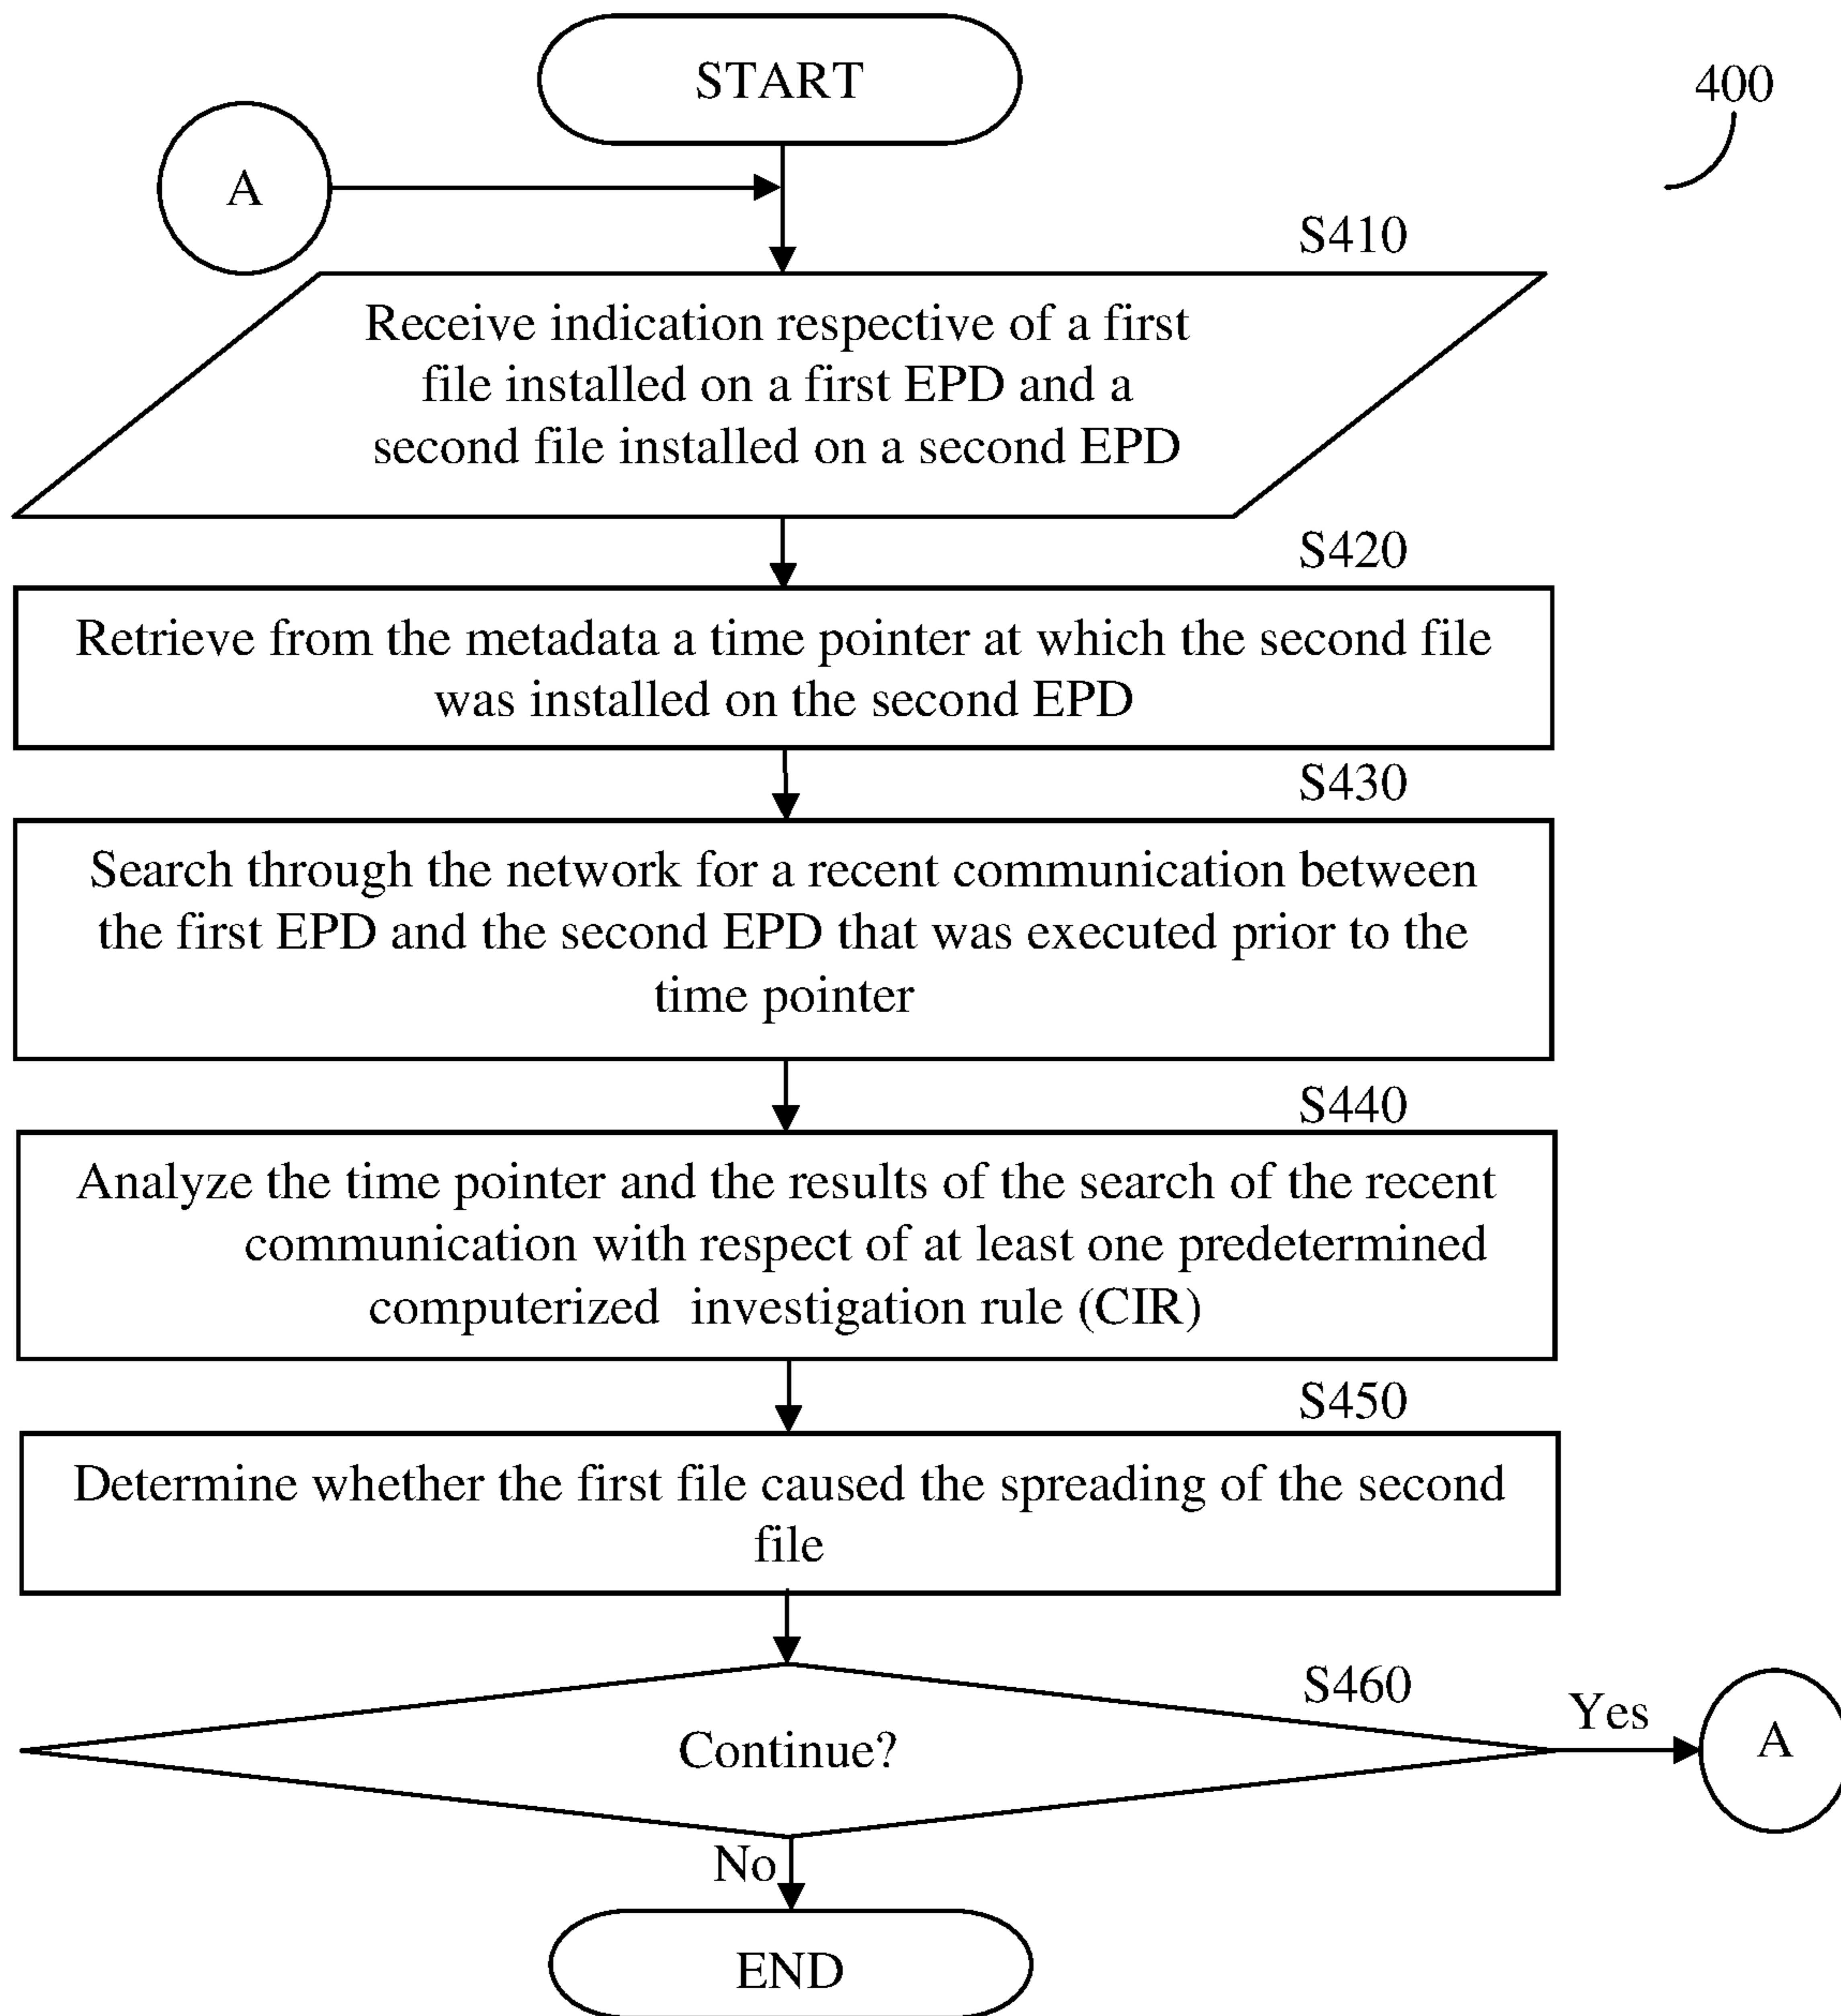 START
400
A
S410
Receive indication respective of a first
file installed on a first EPD and a
second file installed on a second EPD
S420
Retrieve from the metadata a time pointer at which the second file
was installed on the second EPD
S430
Search through the network for a recent communication between
the first EPD and the second EPD that was executed prior to the
time pointer
S440
Analyze the time pointer and the results of the search of the recent
communication with respect of at least one predetermined
computerized investigation rule (CIR)
S450
Determine whether the first file caused the spreading of the second
file
S460
Continue?
Yes
A
No
END